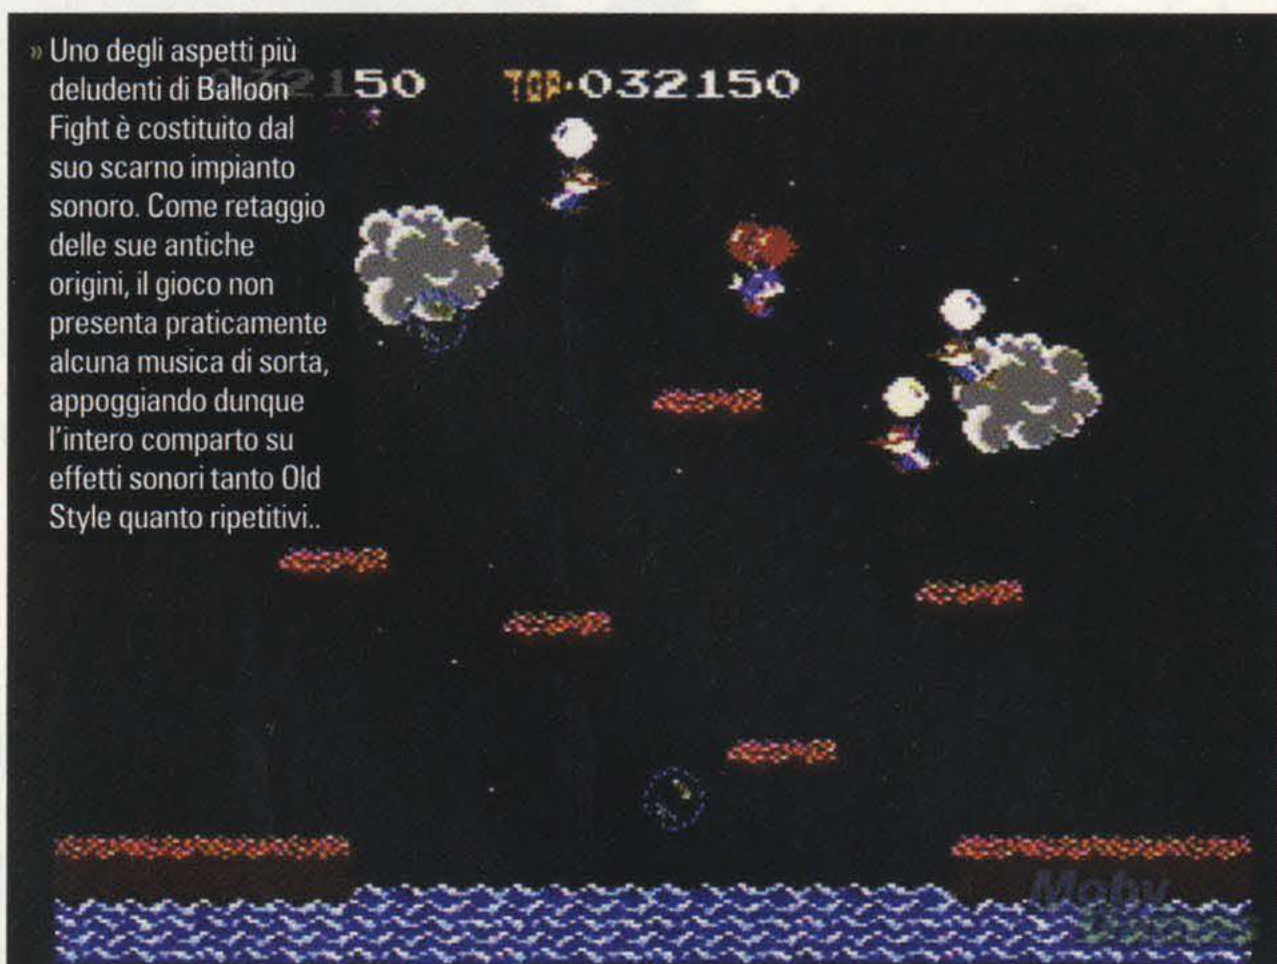 » Uno degli aspetti più
deludenti di Balloon
Fight è costituito dal
suo scarno impianto
sonoro. Come retaggio
delle sue antiche
origini, il gioco non
presenta praticamente
alcuna musica di sorta,
appoggiando dunque
l'intero comparto su
effetti sonori tanto Old
Style quanto ripetitivi..
032150 TOP-032150
Moby